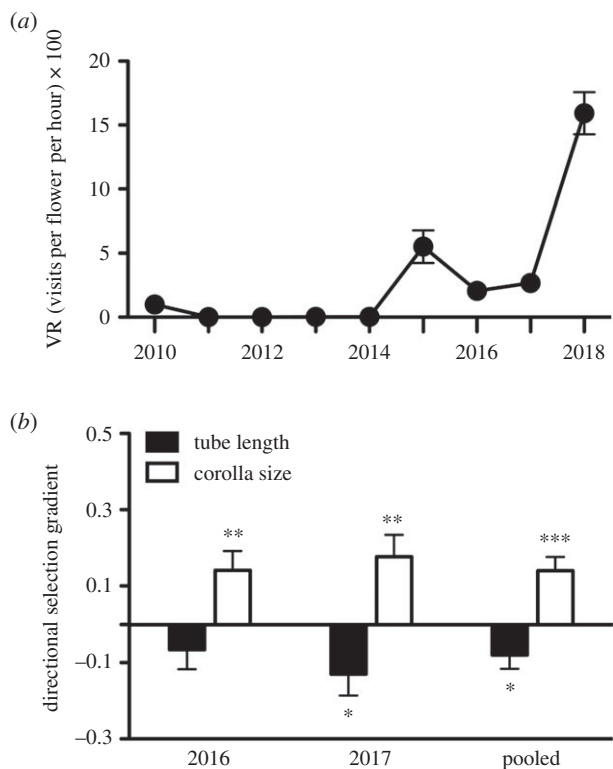 (a)
VR (visits per flower per hour) × 100
20
15
10
5
0
2010 2012 2014 2016 2018
(b)
directional selection gradient
0.5
0.3
0.1
–0.1
–0.3
tube length
corolla size
** ** ***
* *
2016 2017 pooled